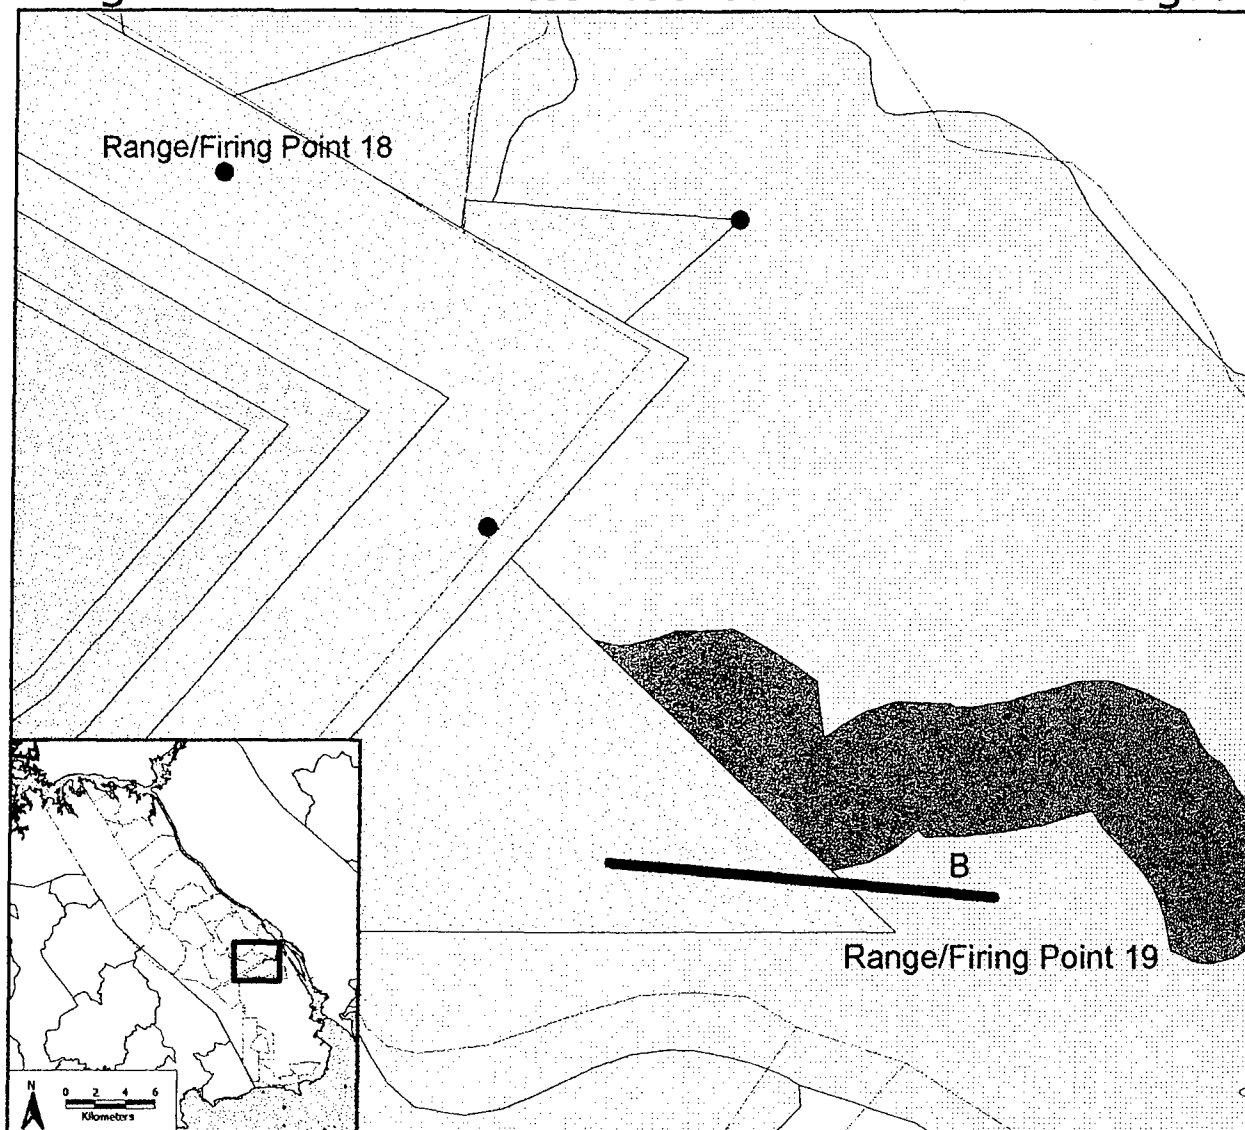 Range/Firing Point 18
B
Range/Firing Point 19
N
0 2 4 6
Kilometers